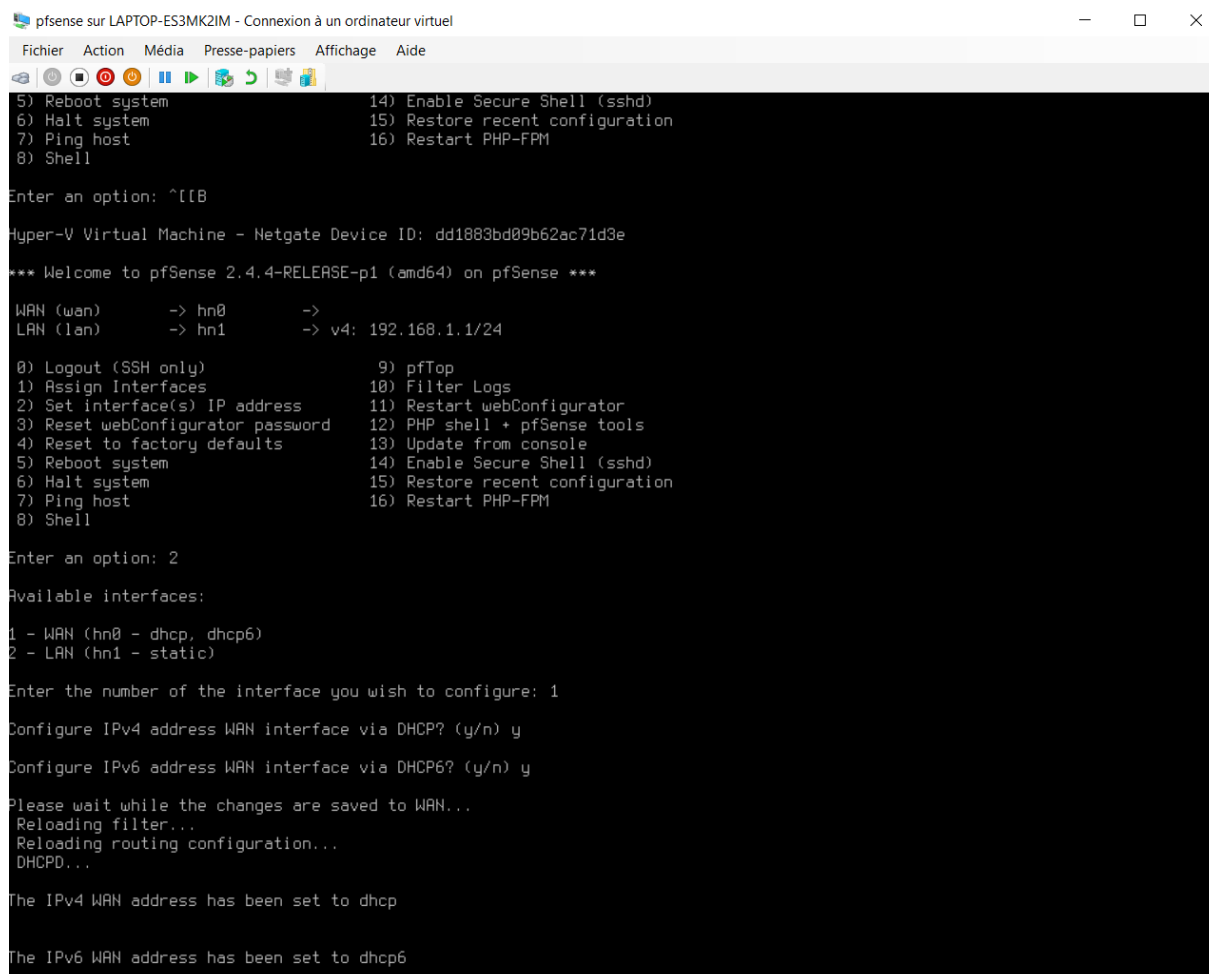 pfsense sur LAPTOP-ES3MK2IM - Connexion à un ordinateur virtuel
Fichier Action Média Presse-papiers Affichage Aide
5) Reboot system 14) Enable Secure Shell (sshd)
6) Halt system 15) Restore recent configuration
7) Ping host 16) Restart PHP-FPM
8) Shell
Enter an option: ^[[B
Hyper-V Virtual Machine - Netgate Device ID: dd1883bd09b62ac71d3e
*** Welcome to pfSense 2.4.4-RELEASE-p1 (amd64) on pfSense ***
WAN (wan) -> hn0 ->
LAN (lan) -> hn1 -> v4: 192.168.1.1/24
0) Logout (SSH only) 9) pfTop
1) Assign Interfaces 10) Filter Logs
2) Set interface(s) IP address 11) Restart webConfigurator
3) Reset webConfigurator password 12) PHP shell + pfSense tools
4) Reset to factory defaults 13) Update from console
5) Reboot system 14) Enable Secure Shell (sshd)
6) Halt system 15) Restore recent configuration
7) Ping host 16) Restart PHP-FPM
8) Shell
Enter an option: 2
Available interfaces:
1 - WAN (hn0 - dhcp, dhcp6)
2 - LAN (hn1 - static)
Enter the number of the interface you wish to configure: 1
Configure IPv4 address WAN interface via DHCP? (y/n) y
Configure IPv6 address WAN interface via DHCP6? (y/n) y
Please wait while the changes are saved to WAN...
Reloading filter...
Reloading routing configuration...
DHCPD...
The IPv4 WAN address has been set to dhcp
The IPv6 WAN address has been set to dhcp6